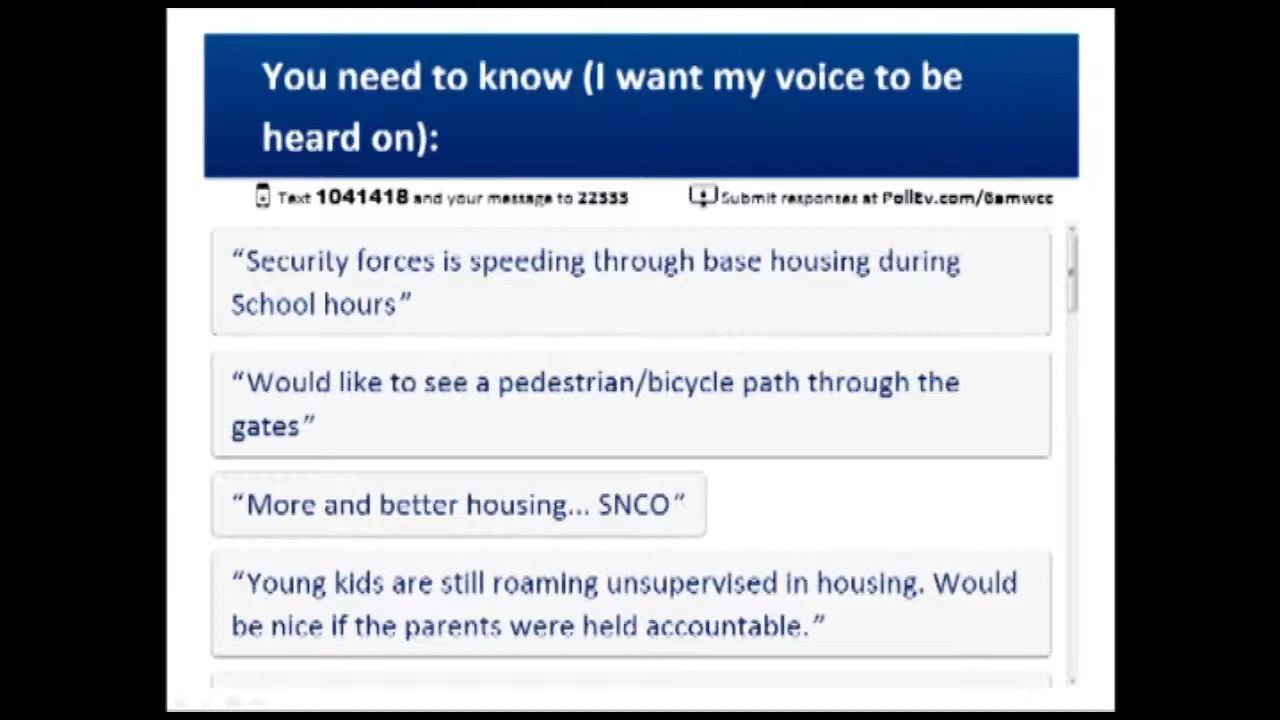 You need to know (I want my voice to be
heard on):
Text 1041418 and your message to 22333
Submit responses at PollEv.com/6amwcc
“Security forces is speeding through base housing during
School hours”
“Would like to see a pedestrian/bicycle path through the
gates”
“More and better housing... SNCO”
“Young kids are still roaming unsupervised in housing. Would
be nice if the parents were held accountable.”